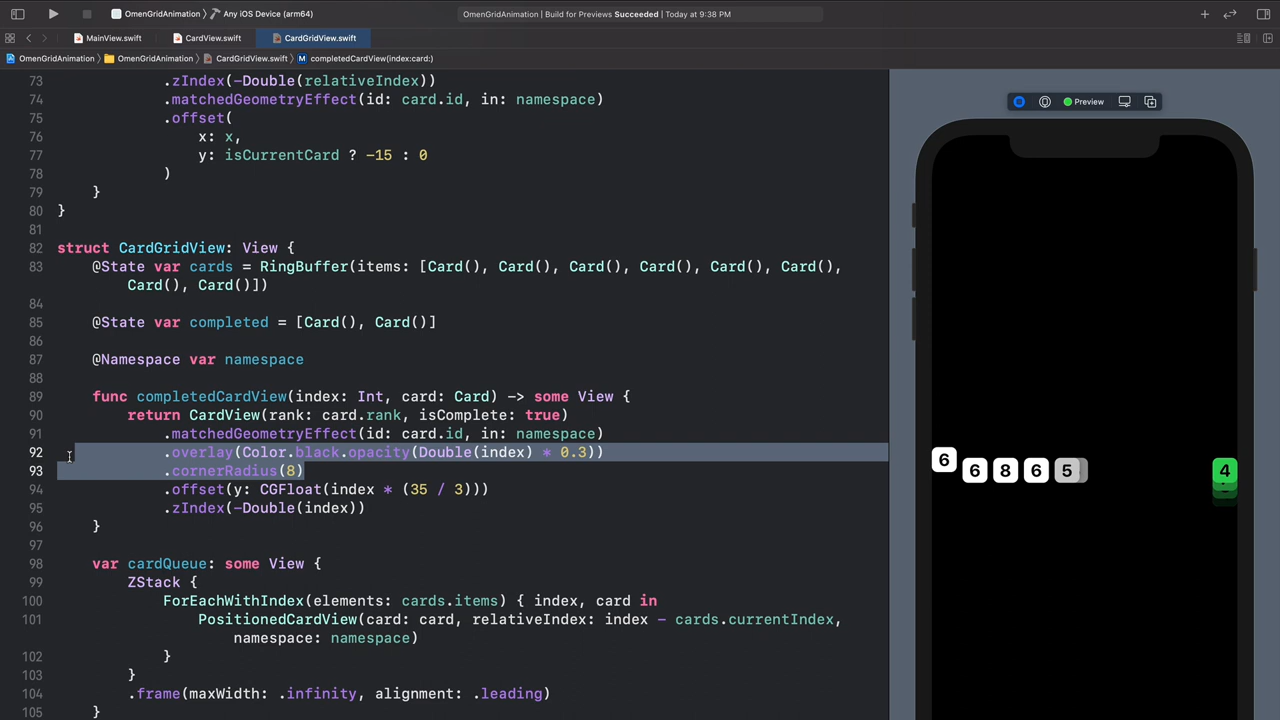 OmenGridAnimation 〉 Any iOS Device (arm64)
OmenGridAnimation | Build for Previews Succeeded | Today at 9:38 PM
MainView.swift
CardView.swift
CardGridView.swift
OmenGridAnimation 〉 OmenGridAnimation 〉 CardGridView.swift 〉 M completedCardView(index:card:)
73 .zIndex(-Double(relativeIndex))
74 .matchedGeometryEffect(id: card.id, in: namespace)
75 .offset(
76 x: x,
77 y: isCurrentCard ? -15 : 0
78 )
79 }
80 }
81
82 struct CardGridView: View {
83 @State var cards = RingBuffer(items: [Card(), Card(), Card(), Card(), Card(), Card(),
Card(), Card()])
84
85 @State var completed = [Card(), Card()]
86
87 @Namespace var namespace
88
89 func completedCardView(index: Int, card: Card) -> some View {
90 return CardView(rank: card.rank, isComplete: true)
91 .matchedGeometryEffect(id: card.id, in: namespace)
92 .overlay(Color.black.opacity(Double(index) * 0.3))
93 .cornerRadius(8)
94 .offset(y: CGFloat(index * (35 / 3)))
95 .zIndex(-Double(index))
96 }
97
98 var cardQueue: some View {
99 ZStack {
100 ForEachWithIndex(elements: cards.items) { index, card in
101 PositionedCardView(card: card, relativeIndex: index - cards.currentIndex,
namespace: namespace)
102 }
103 }
104 .frame(maxWidth: .infinity, alignment: .leading)
105 }
Preview
6 6 8 6 5 4